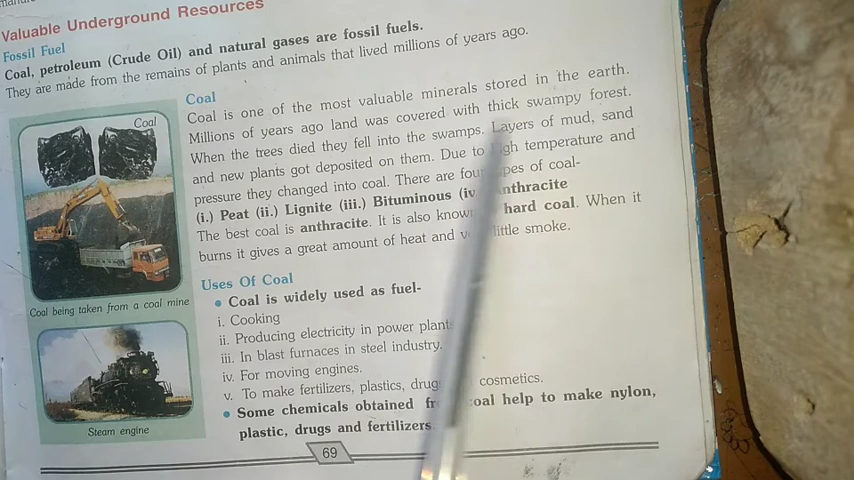 Valuable Underground Resources
Fossil Fuel
Coal, petroleum (Crude Oil) and natural gases are fossil fuels.
They are made from the remains of plants and animals that lived millions of years ago.
Coal
Coal is one of the most valuable minerals stored in the earth.
Millions of years ago land was covered with thick swampy forest.
When the trees died they fell into the swamps. Layers of mud, sand
and new plants got deposited on them. Due to high temperature and
pressure they changed into coal. There are four types of coal-
(i.) Peat (ii.) Lignite (iii.) Bituminous (iv Anthracite
The best coal is anthracite. It is also known hard coal. When it
burns it gives a great amount of heat and little smoke.
Coal
Coal being taken from a coal mine
Steam engine
Uses Of Coal
• Coal is widely used as fuel-
i. Cooking
ii. Producing electricity in power plants
iii. In blast furnaces in steel industry.
iv. For moving engines.
v. To make fertilizers, plastics, drugs cosmetics.
• Some chemicals obtained from coal help to make nylon,
plastic, drugs and fertilizers.
69